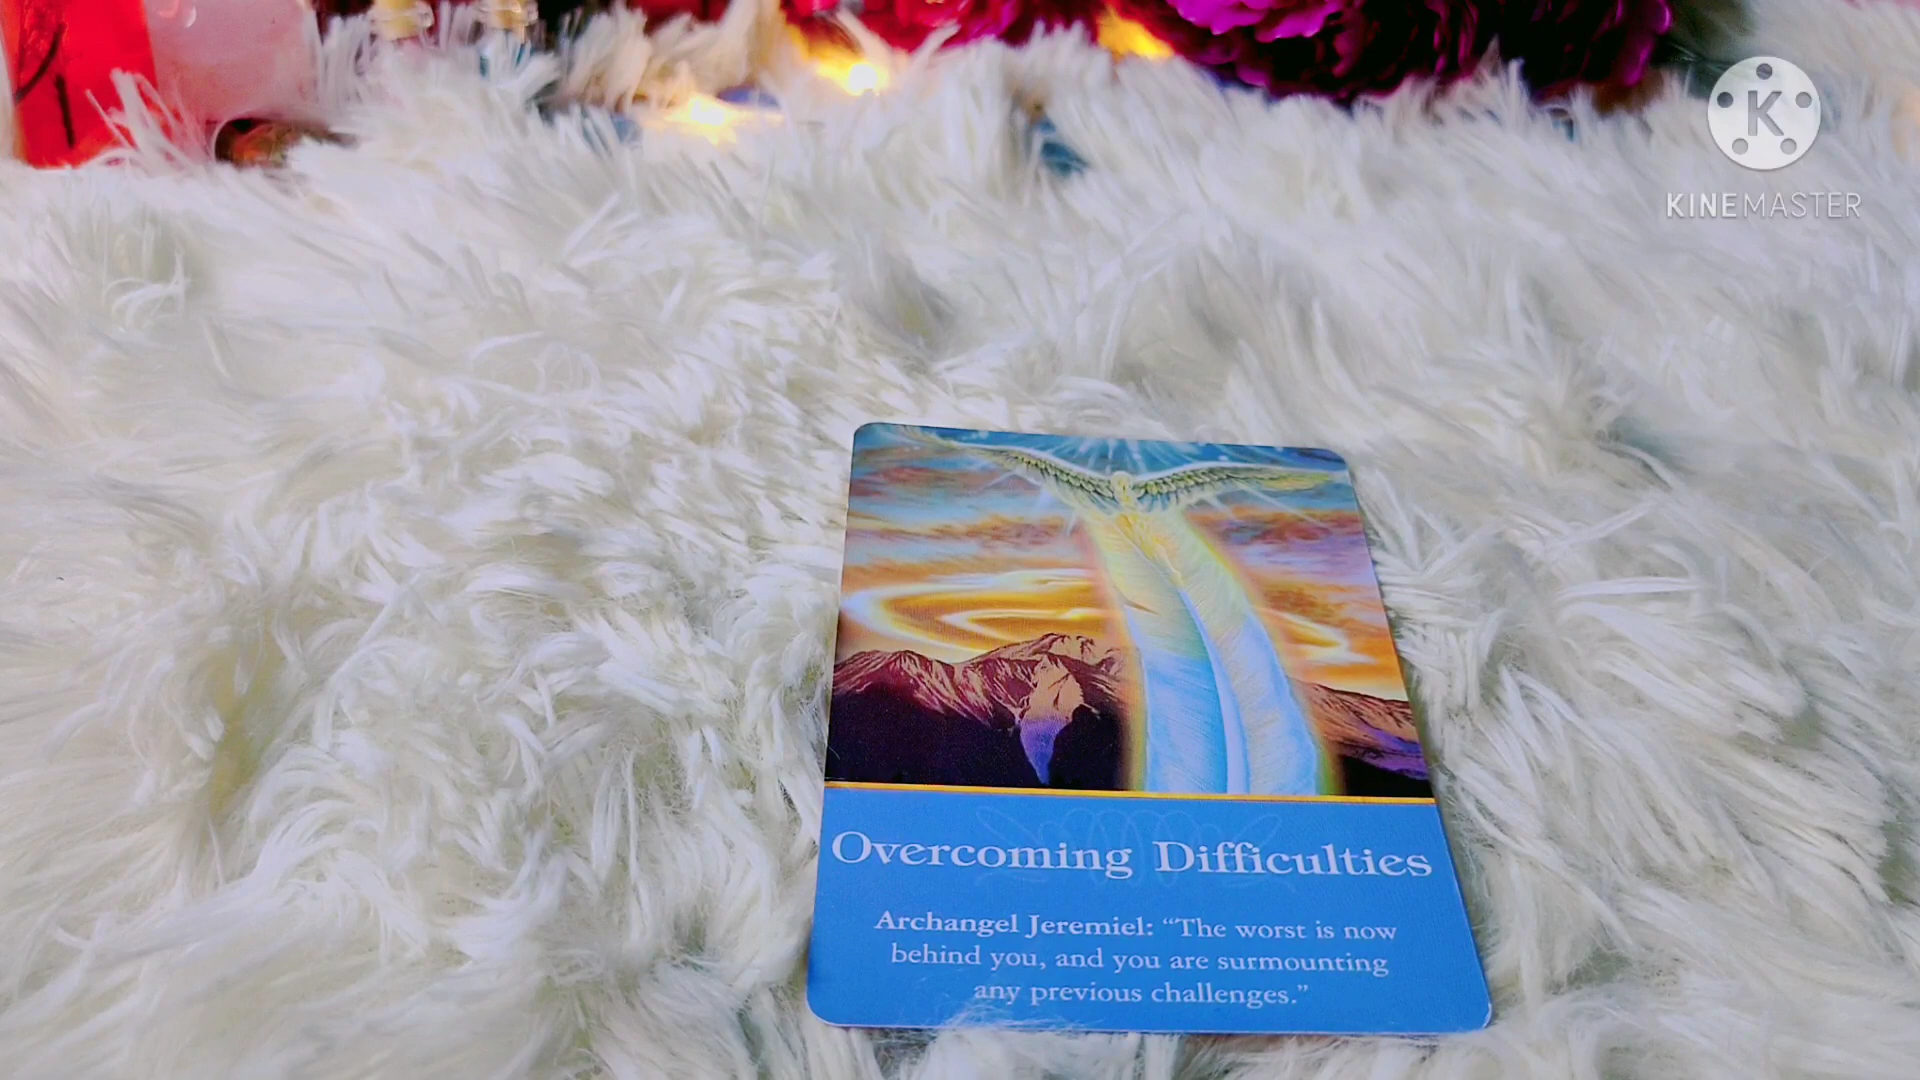 K
KINEMASTER
Overcoming Difficulties
Archangel Jeremiel: “The worst is now
behind you, and you are surmounting
any previous challenges.”